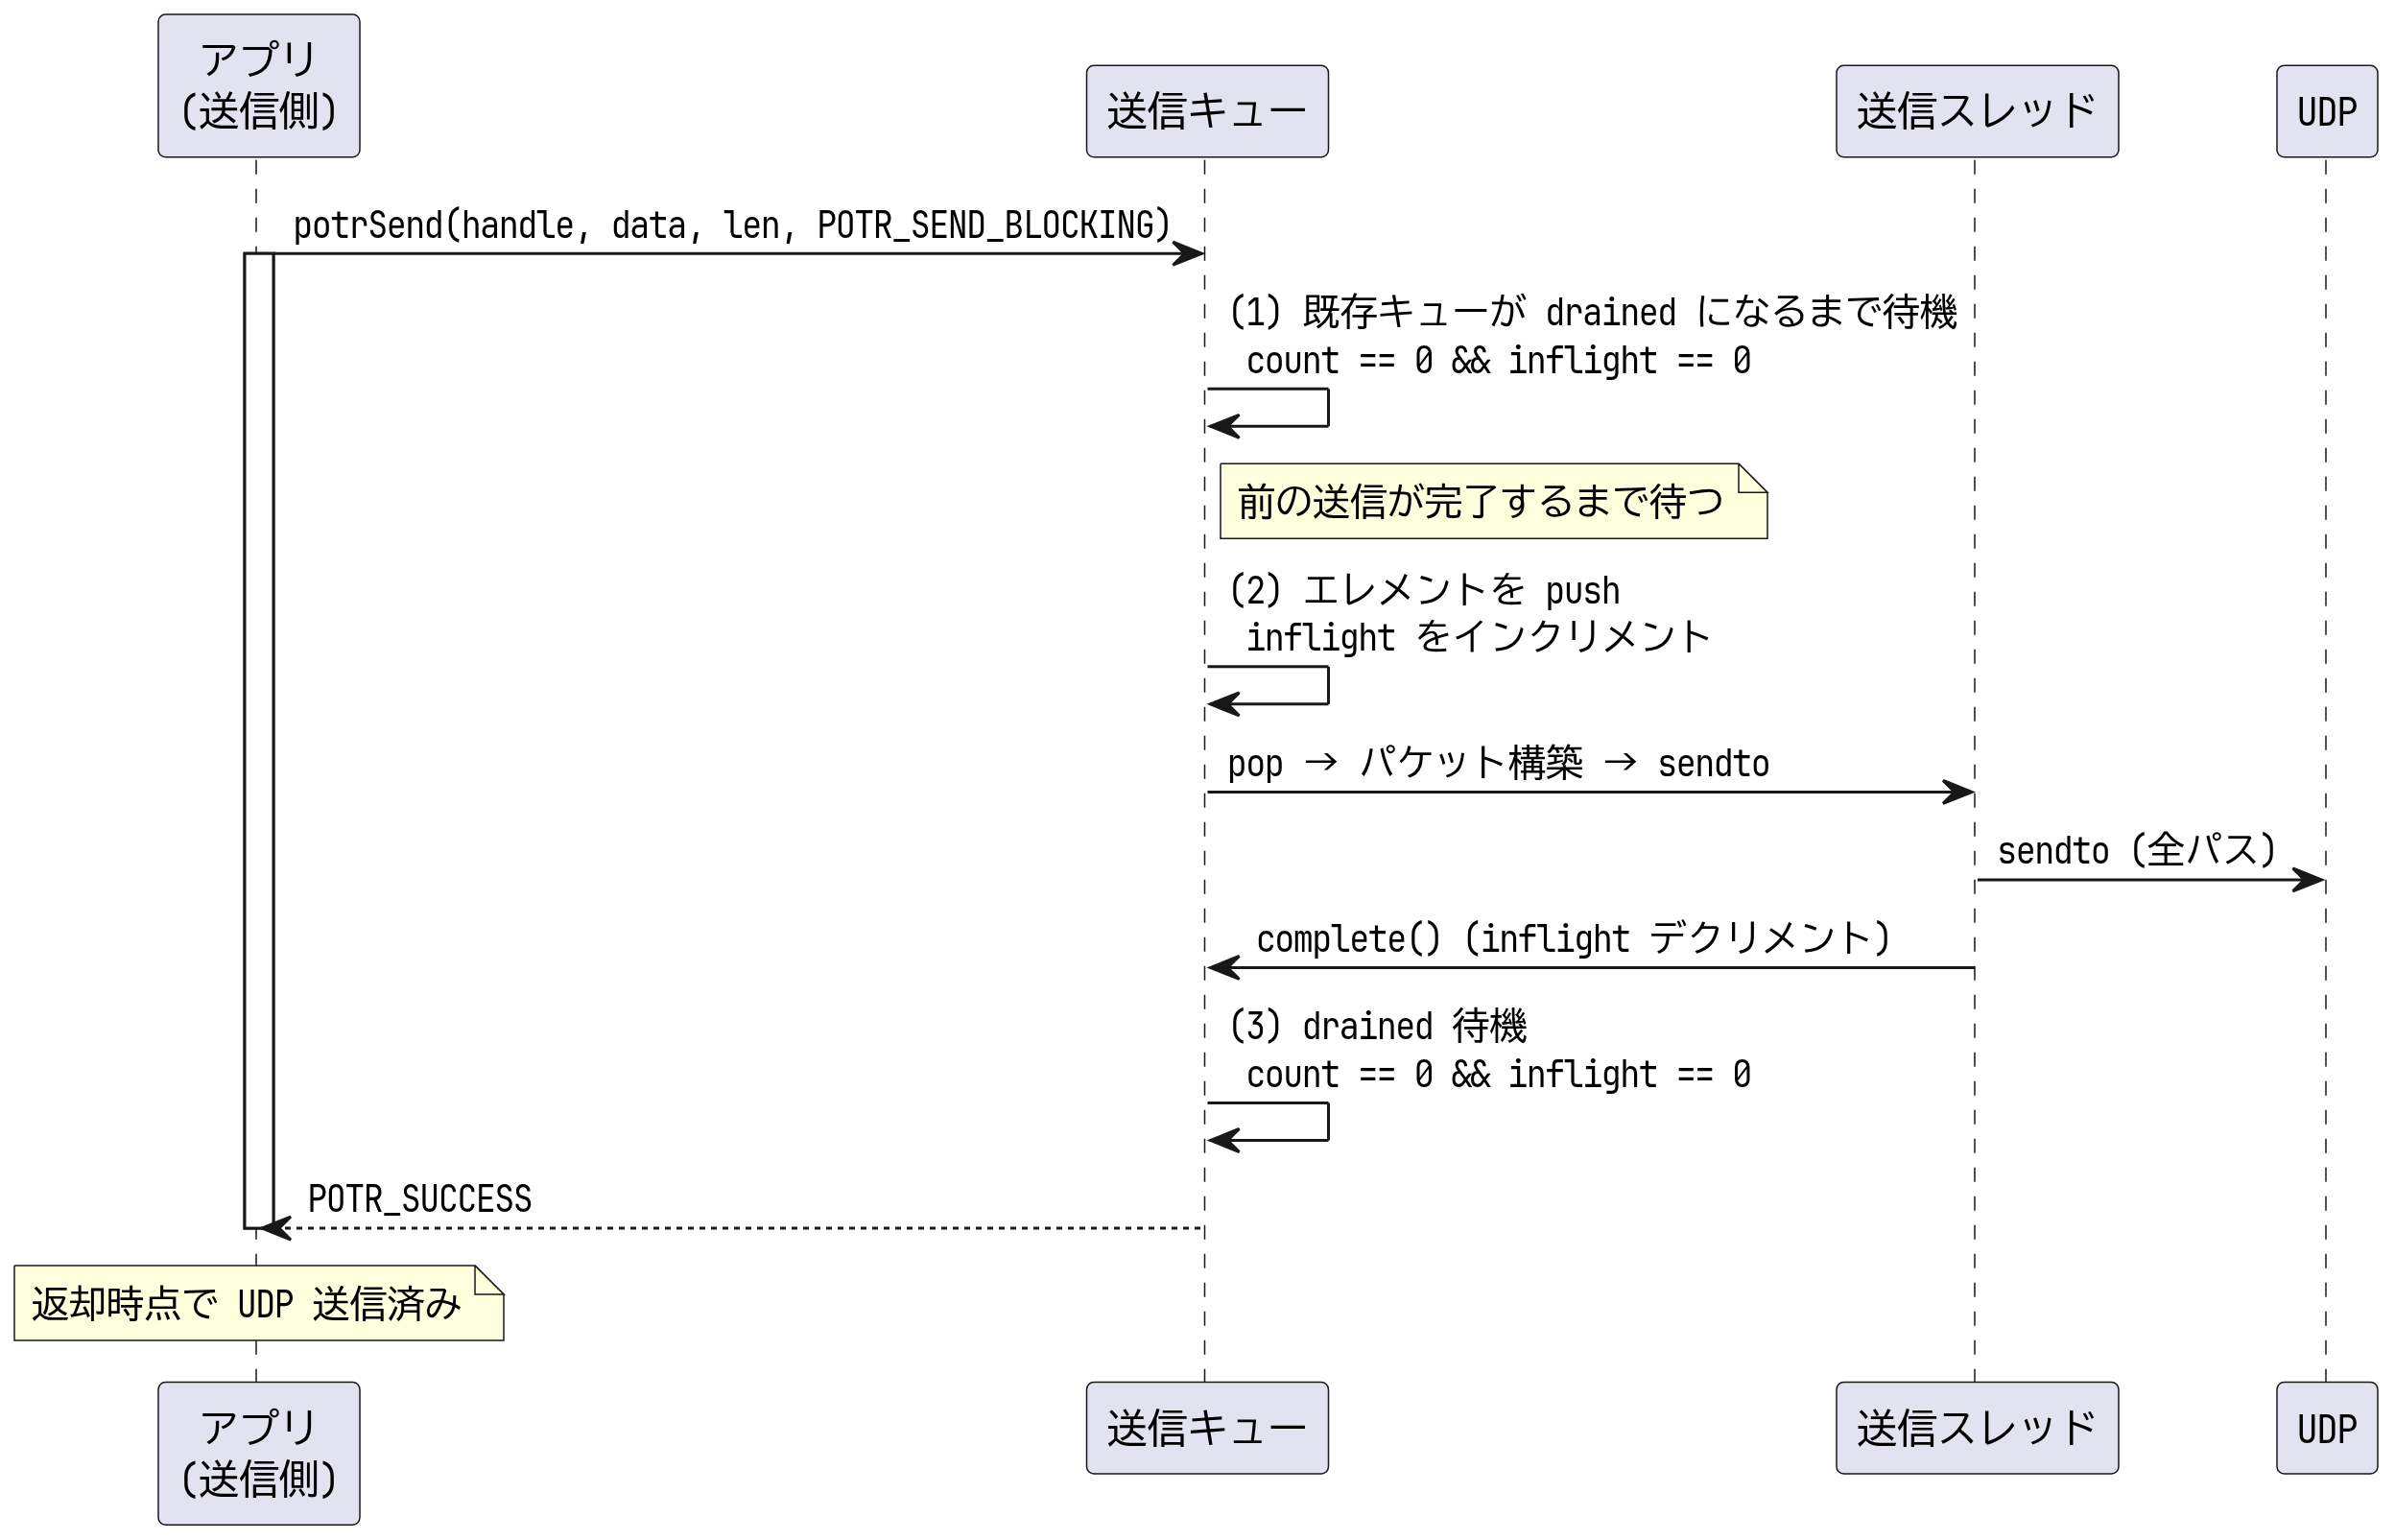 アプリ
(送信側)
送信キュー
送信スレッド
UDP
potrSend(handle, data, len, POTR_SEND_BLOCKING)
(1) 既存キューが drained になるまで待機
count == 0 && inflight == 0
前の送信が完了するまで待つ
(2) エレメントを push
inflight をインクリメント
pop → パケット構築 → sendto
sendto (全パス)
complete() (inflight デクリメント)
(3) drained 待機
count == 0 && inflight == 0
POTR_SUCCESS
返却時点で UDP 送信済み
アプリ
(送信側)
送信キュー
送信スレッド
UDP